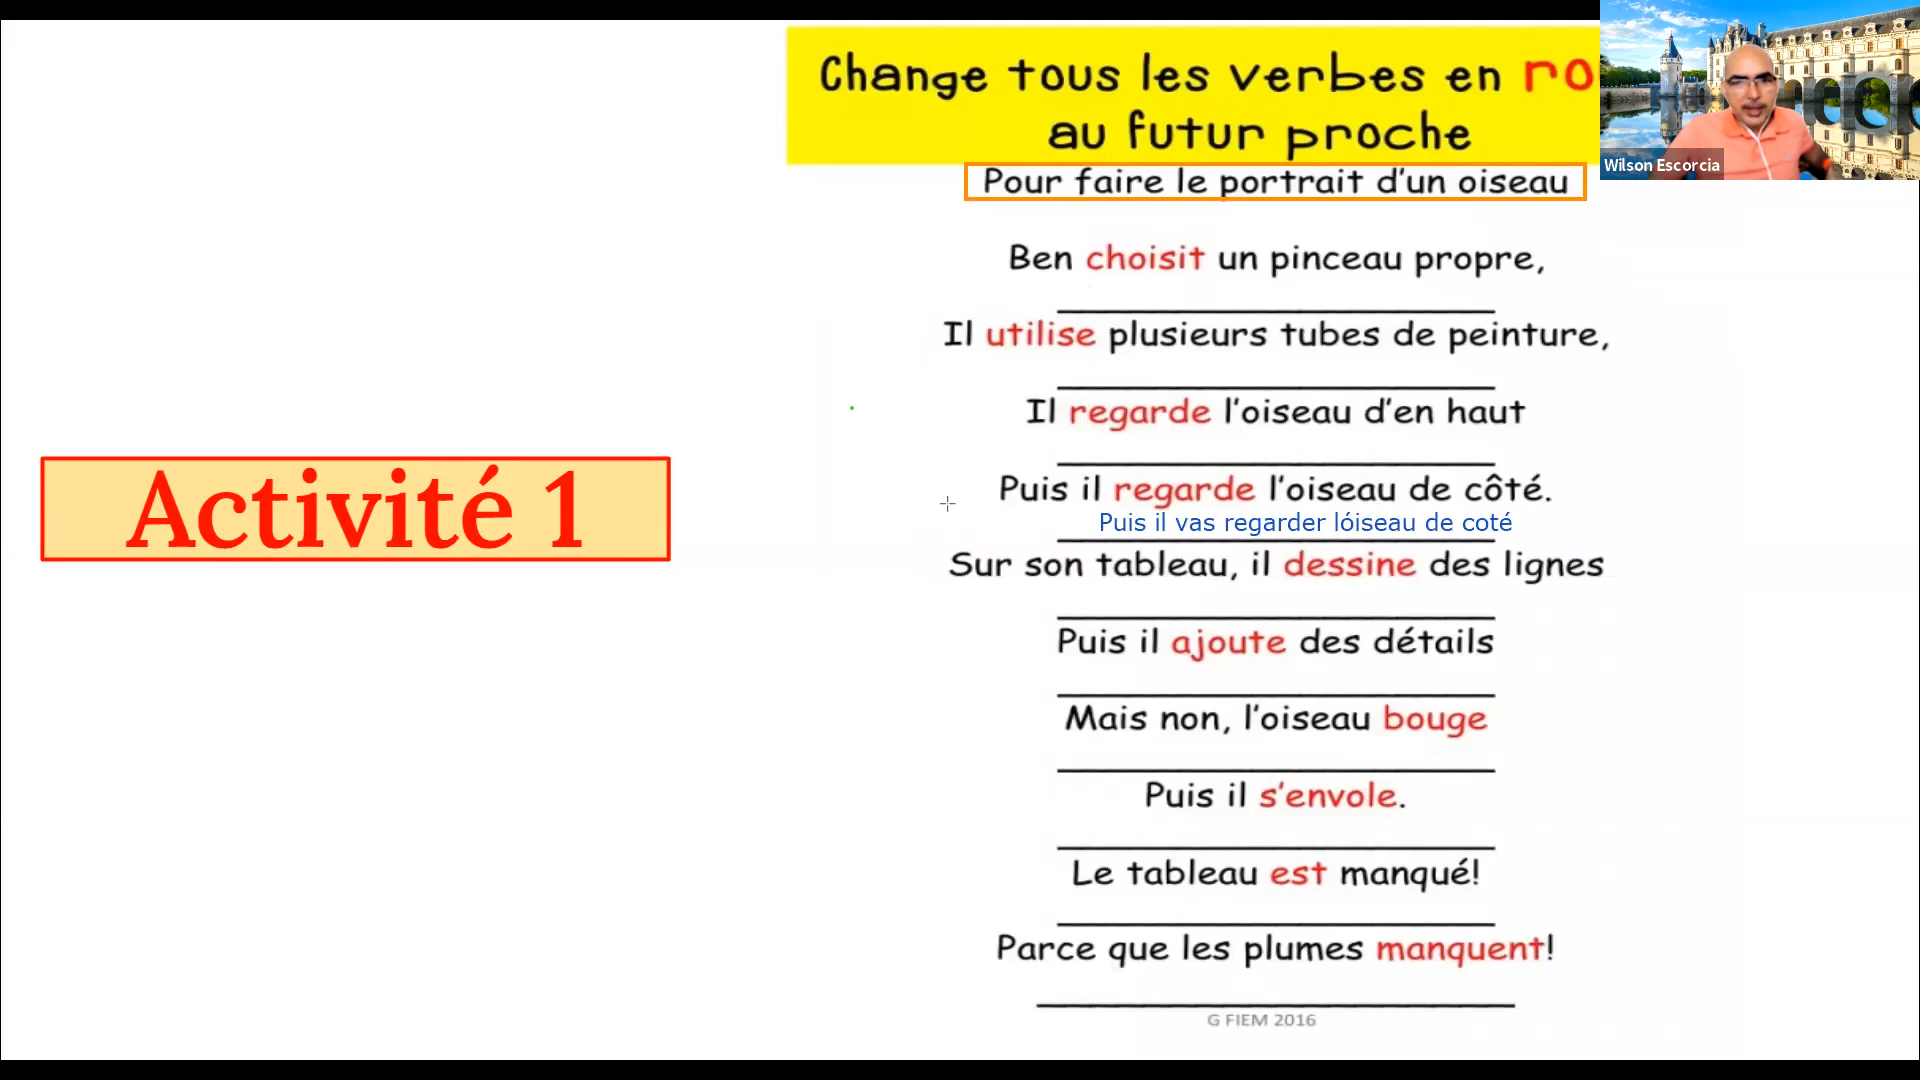 Change tous les verbes en ro
au futur proche
Wilson Escorcia
Pour faire le portrait d'un oiseau
Ben choisit un pinceau propre,
Il utilise plusieurs tubes de peinture,
Il regarde l'oiseau d'en haut
Activité 1
Puis il regarde l'oiseau de côté.
Puis il vas regarder lóiseau de coté
Sur son tableau, il dessine des lignes
Puis il ajoute des détails
Mais non, l'oiseau bouge
Puis il s'envole.
Le tableau est manqué!
Parce que les plumes manquent!
G FIEM 2016